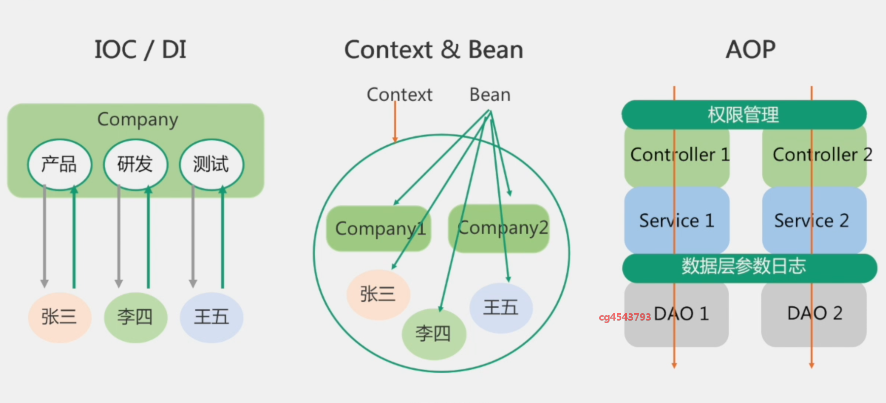 IOC / DI
Company
产品 研发 测试
张三 李四 王五
Context & Bean
Context Bean
Company1 Company2
张三
王五
李四
AOP
权限管理
Controller 1 Controller 2
Service 1 Service 2
数据层参数日志
cg4543793 DAO 1 DAO 2